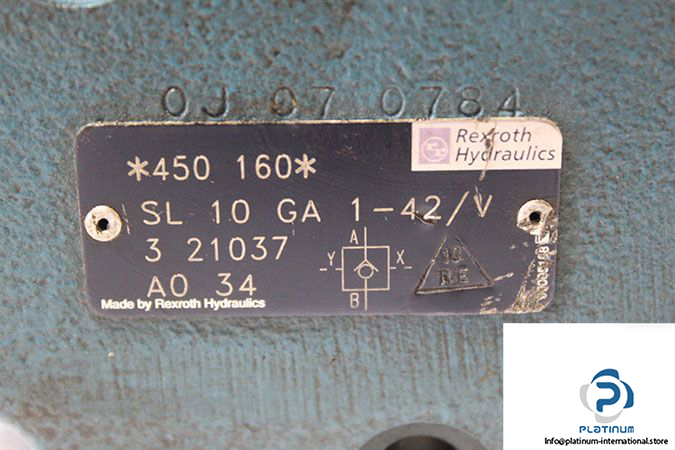 0J 07 0784
Rexroth
Hydraulics
*450 160*
SL 10 GA 1-42/V
3 21037
A0 34
A
Y X
B
10
RE
Made by Rexroth Hydraulics
PLATINUM
Info@platinum-international.store